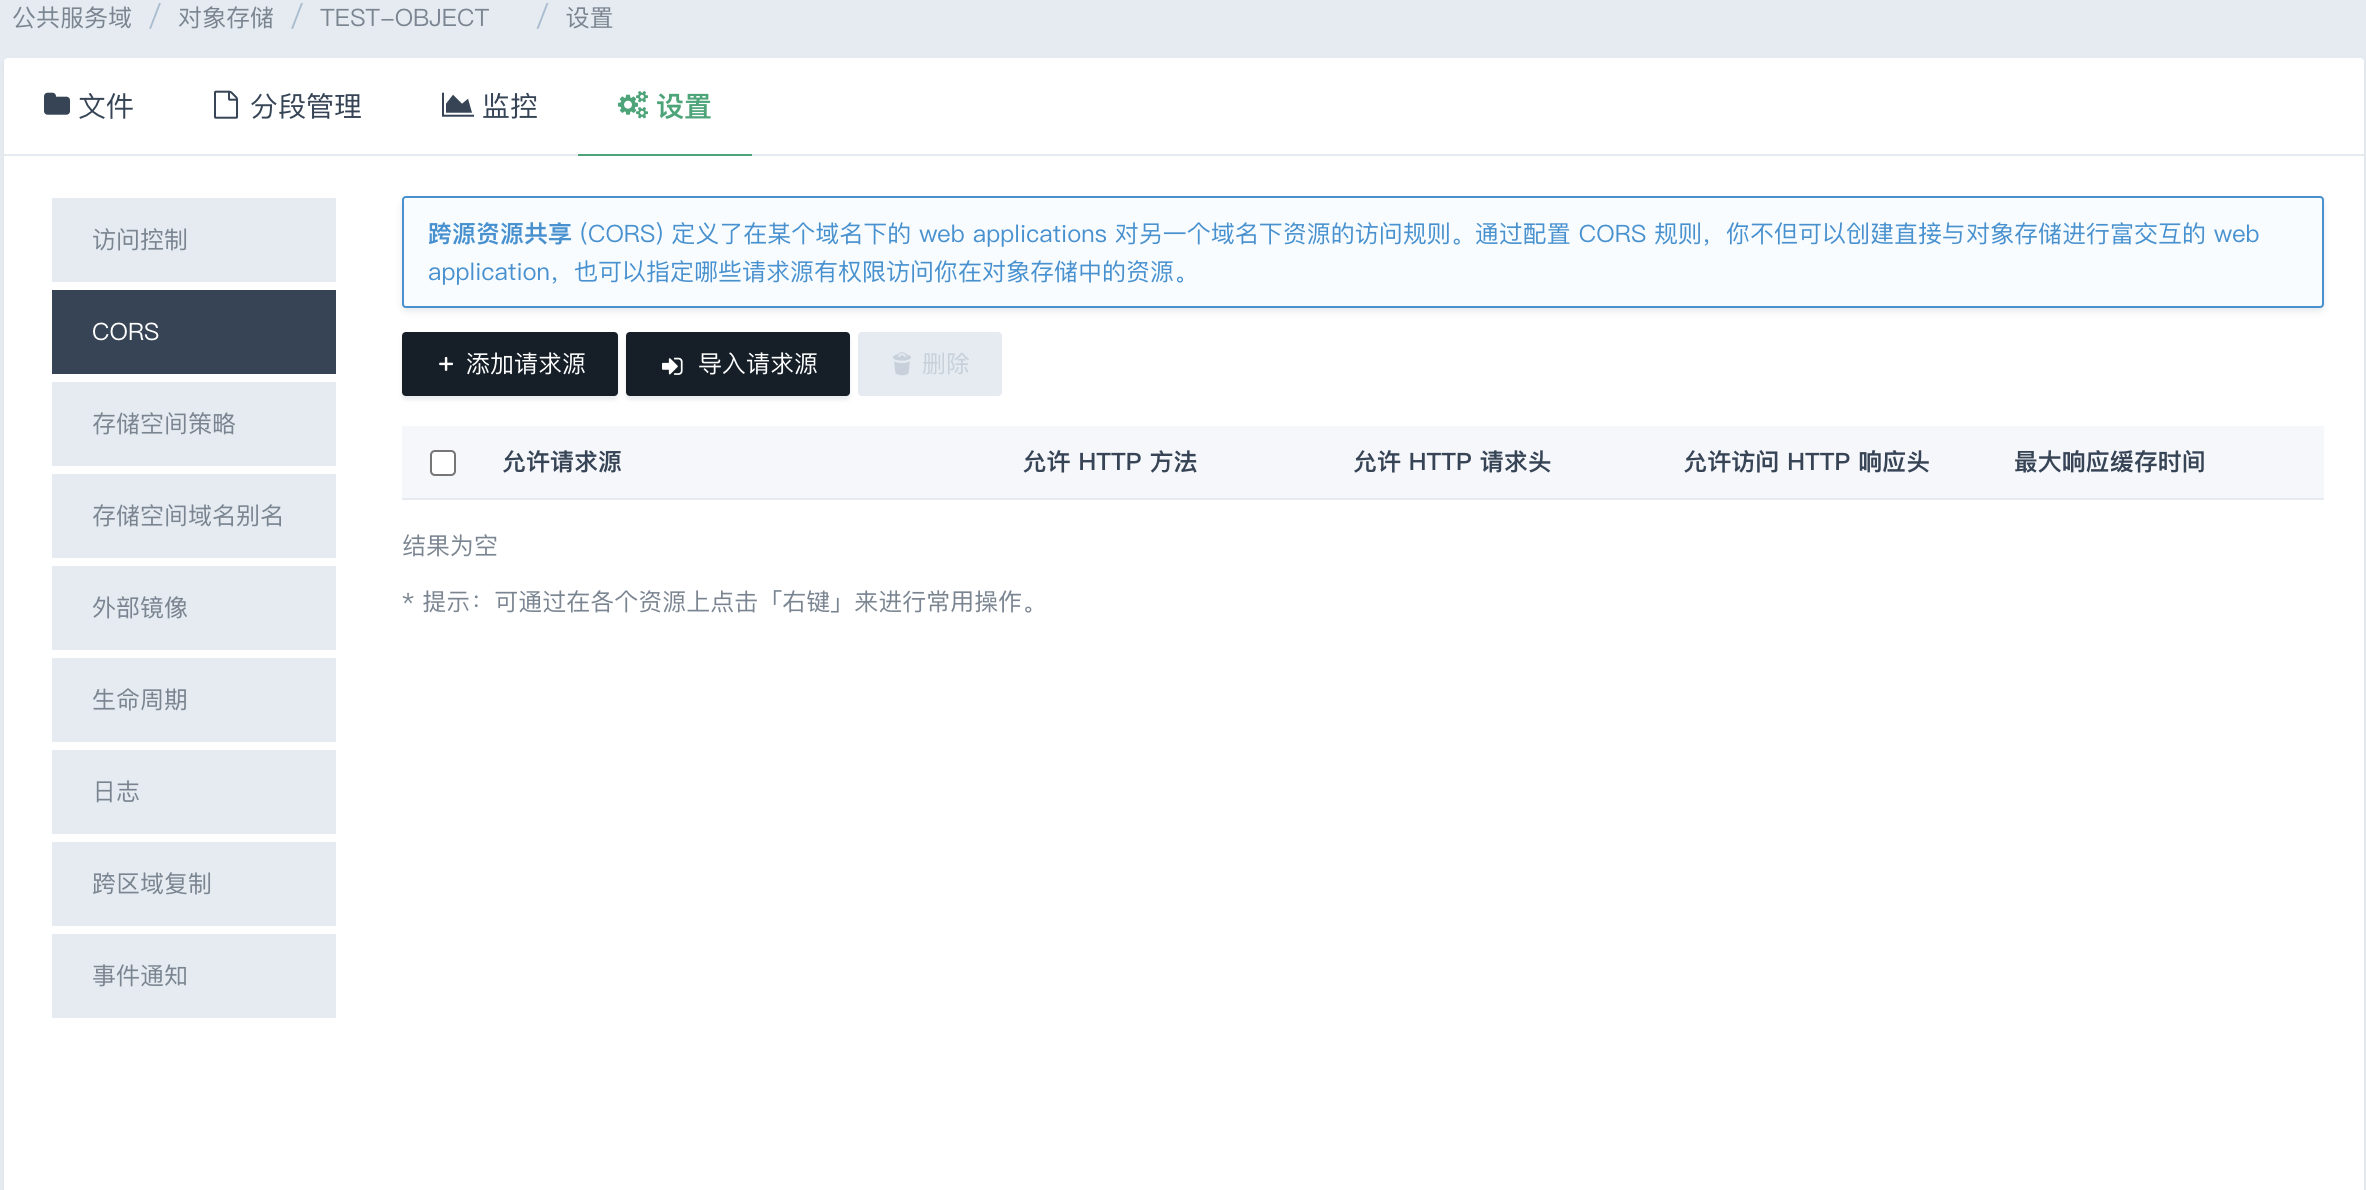 公共服务域 / 对象存储 / TEST-OBJECT / 设置
文件 分段管理 监控 设置
访问控制
CORS
存储空间策略
存储空间域名别名
外部镜像
生命周期
日志
跨区域复制
事件通知
跨源资源共享 (CORS) 定义了在某个域名下的 web applications 对另一个域名下资源的访问规则。通过配置 CORS 规则，你不但可以创建直接与对象存储进行富交互的 web
application，也可以指定哪些请求源有权限访问你在对象存储中的资源。
+ 添加请求源 导入请求源 删除
允许请求源 允许 HTTP 方法 允许 HTTP 请求头 允许访问 HTTP 响应头 最大响应缓存时间
结果为空
* 提示：可通过在各个资源上点击「右键」来进行常用操作。